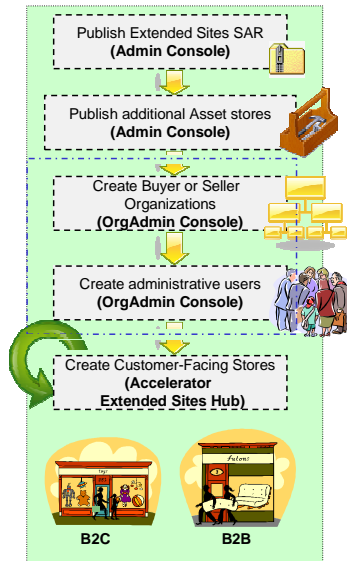 Publish Extended Sites SAR
(Admin Console)
Publish additional Asset stores
(Admin Console)
Create Buyer or Seller
Organizations
(OrgAdmin Console)
Create administrative users
(OrgAdmin Console)
Create Customer-Facing Stores
(Accelerator
Extended Sites Hub)
toys
futons
B2C
B2B